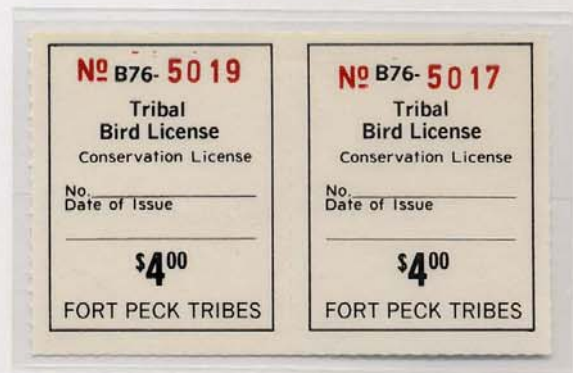 Nº B76- 5019
Tribal
Bird License
Conservation License
No.
Date of Issue
$4.00
FORT PECK TRIBES
Nº B76- 5017
Tribal
Bird License
Conservation License
No.
Date of Issue
$4.00
FORT PECK TRIBES